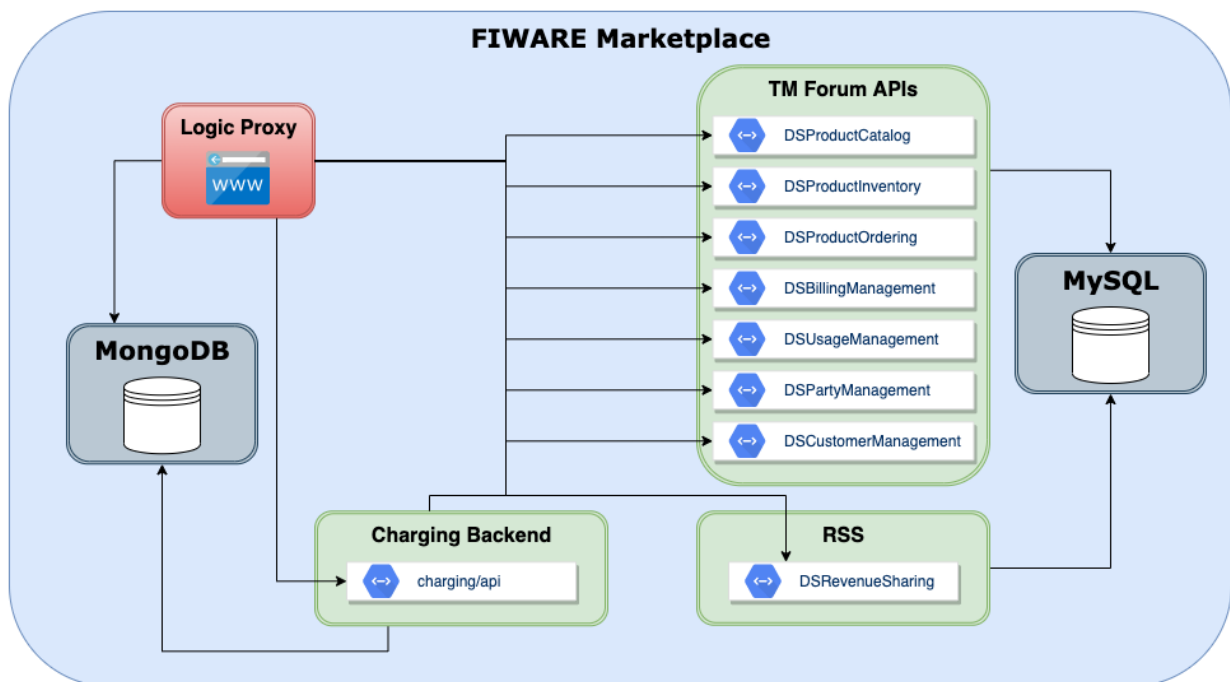 FIWARE Marketplace
Logic Proxy
WWW
MongoDB
TM Forum APIs
DSProductCatalog
DSProductInventory
DSProductOrdering
DSBillingManagement
DSUsageManagement
DSPartyManagement
DSCustomerManagement
MySQL
Charging Backend
charging/api
RSS
DSRevenueSharing